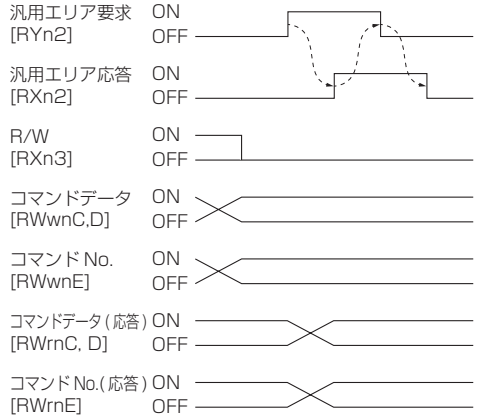 汎用エリア要求 ON
[RYn2] OFF
汎用エリア応答 ON
[RXn2] OFF
R/W ON
[RXn3] OFF
コマンドデータ ON
[RWwnC,D] OFF
コマンド No. ON
[RWwnE] OFF
コマンドデータ ( 応答 ) ON
[RWrnC, D] OFF
コマンド No.( 応答 ) ON
[RWrnE] OFF